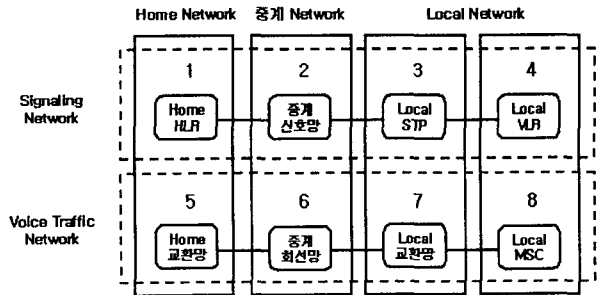 Home Network 중계 Network Local Network
Signaling
Network
1 2 3 4
Home
HLR
중계
신호망
Local
STP
Local
VLR
Voice Traffic
Network
5 6 7 8
Home
교환망
중계
회선망
Local
교환망
Local
MSC